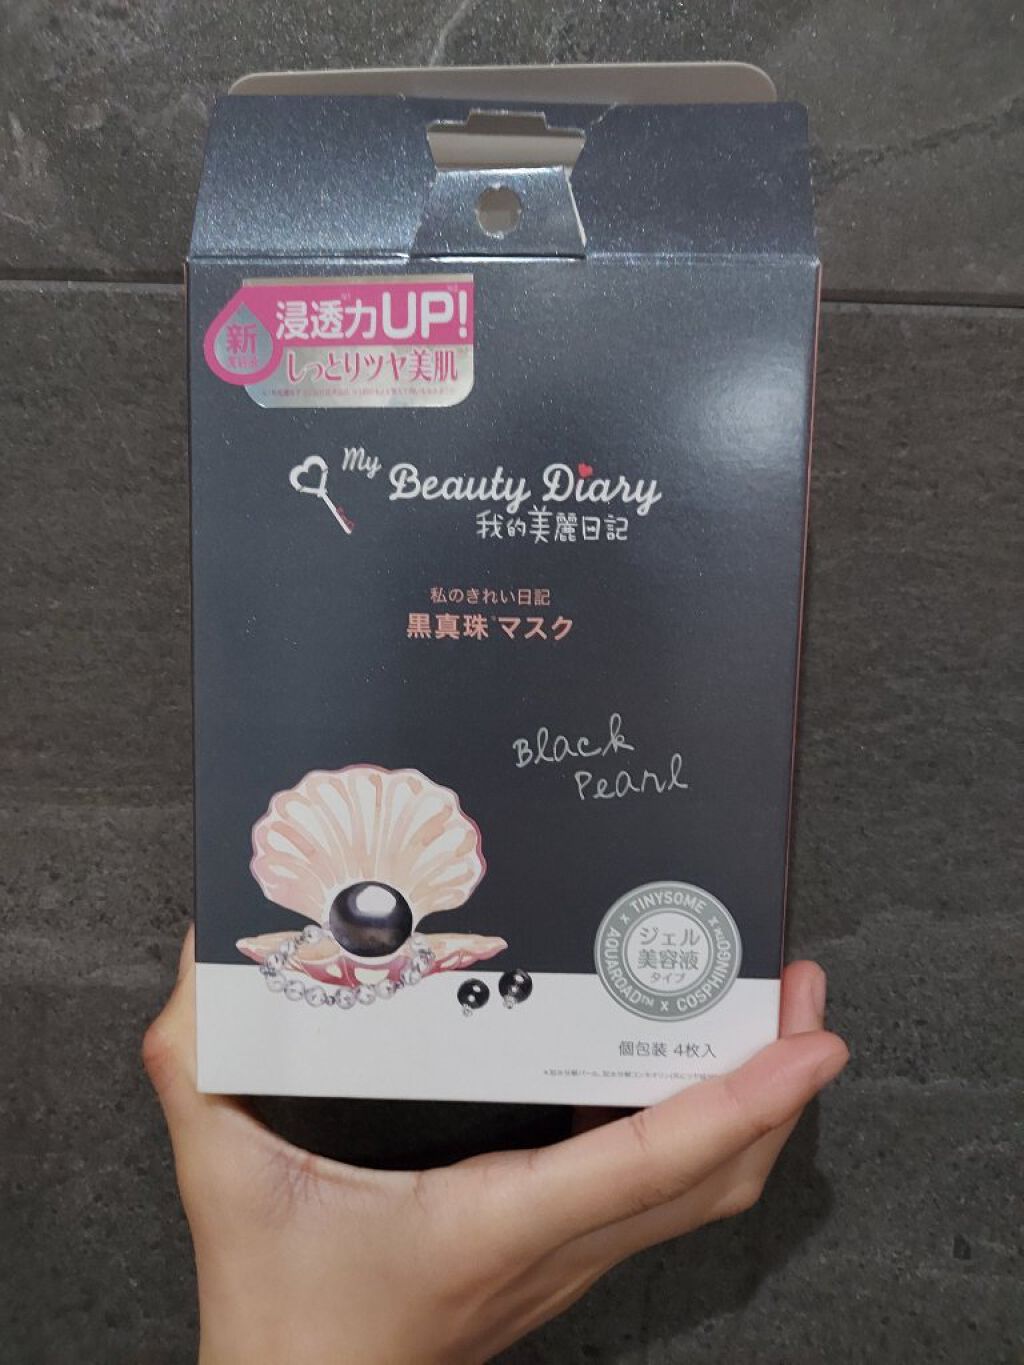 新
浸透力UP!
しっとりツヤ美肌
My
Beauty Diary
我的美麗日記
私のきれい日記
黒真珠*マスク
Black
Pearl
TINYSOME x
COSPHINGO™ x
AQUAROAD™ x
ジェル
美容液
タイプ
個包装 4枚入